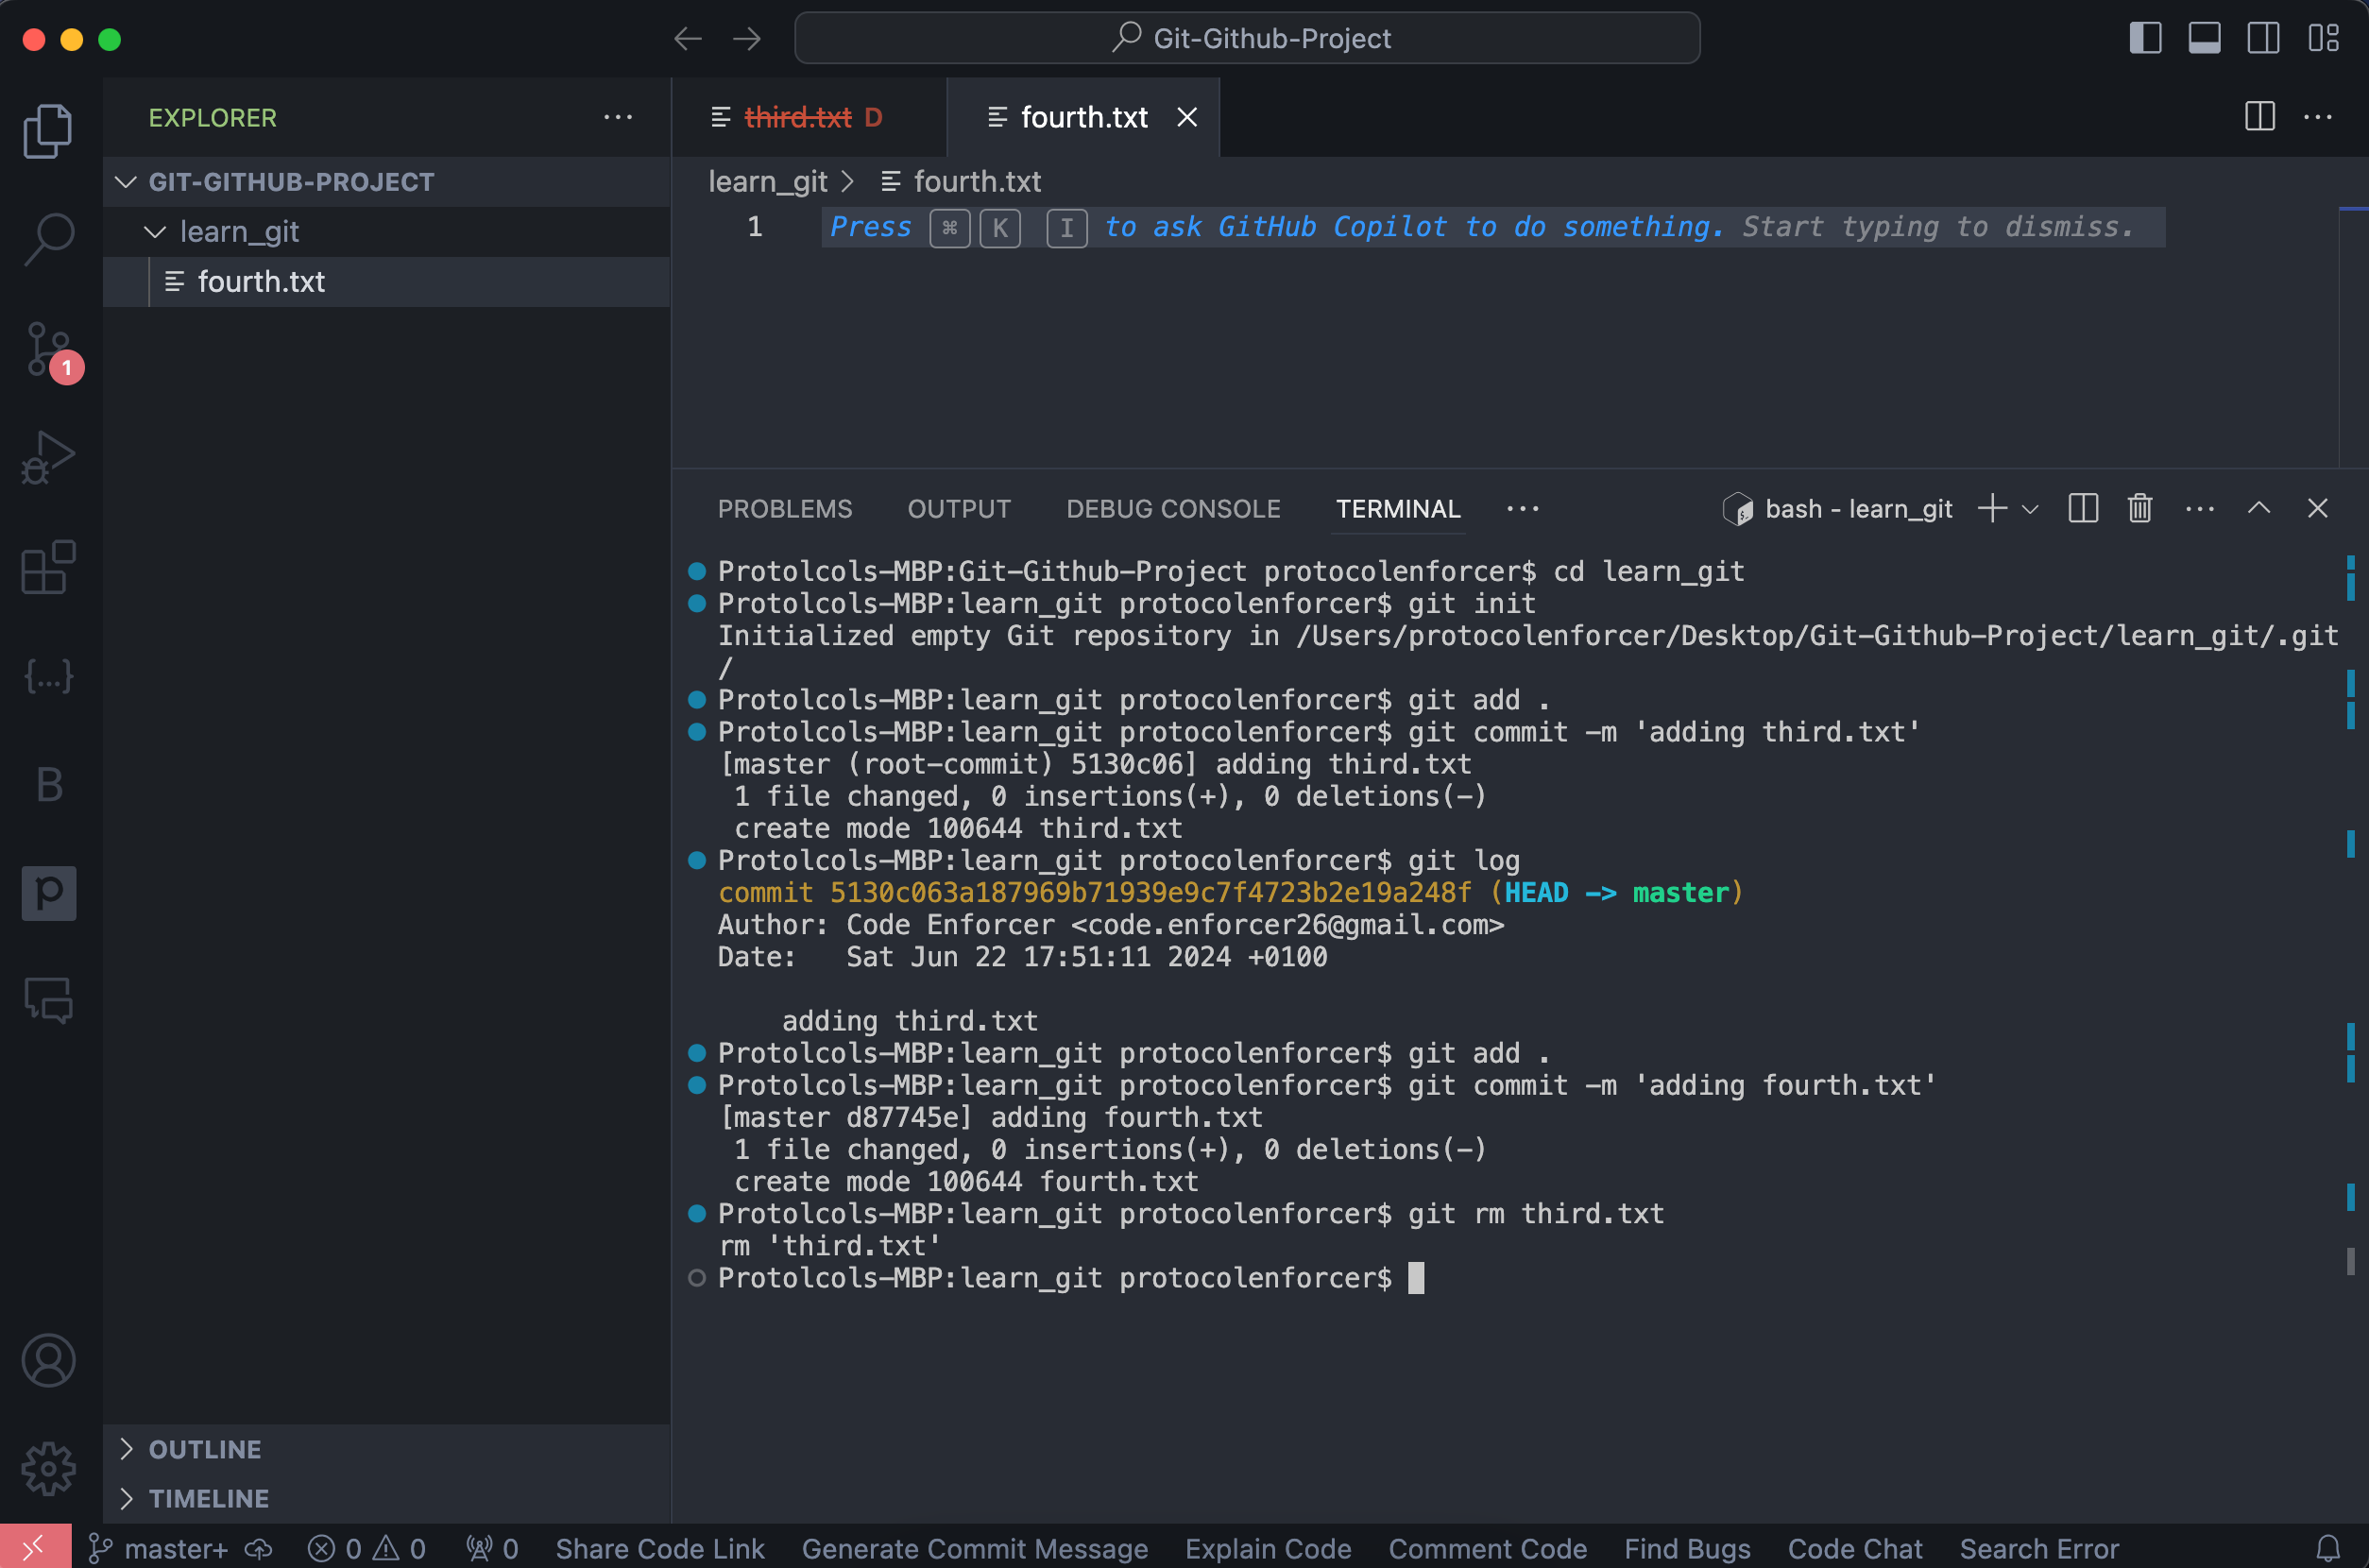 Git-Github-Project
EXPLORER
third.txt D
fourth.txt
GIT-GITHUB-PROJECT
learn_git > fourth.txt
learn_git
1 Press ⌘ K I to ask GitHub Copilot to do something. Start typing to dismiss.
fourth.txt
1
PROBLEMS OUTPUT DEBUG CONSOLE TERMINAL bash - learn_git
Protolcols-MBP:Git-Github-Project protocolenforcer$ cd learn_git
Protolcols-MBP:learn_git protocolenforcer$ git init
Initialized empty Git repository in /Users/protocolenforcer/Desktop/Git-Github-Project/learn_git/.git
/
Protolcols-MBP:learn_git protocolenforcer$ git add .
Protolcols-MBP:learn_git protocolenforcer$ git commit -m 'adding third.txt'
[master (root-commit) 5130c06] adding third.txt
1 file changed, 0 insertions(+), 0 deletions(-)
create mode 100644 third.txt
Protolcols-MBP:learn_git protocolenforcer$ git log
commit 5130c063a187969b71939e9c7f4723b2e19a248f (HEAD -> master)
Author: Code Enforcer <code.enforcer26@gmail.com>
Date: Sat Jun 22 17:51:11 2024 +0100
adding third.txt
Protolcols-MBP:learn_git protocolenforcer$ git add .
Protolcols-MBP:learn_git protocolenforcer$ git commit -m 'adding fourth.txt'
[master d87745e] adding fourth.txt
1 file changed, 0 insertions(+), 0 deletions(-)
create mode 100644 fourth.txt
Protolcols-MBP:learn_git protocolenforcer$ git rm third.txt
rm 'third.txt'
Protolcols-MBP:learn_git protocolenforcer$
{...}
B
p
OUTLINE
TIMELINE
master+ 0 0 0 Share Code Link Generate Commit Message Explain Code Comment Code Find Bugs Code Chat Search Error